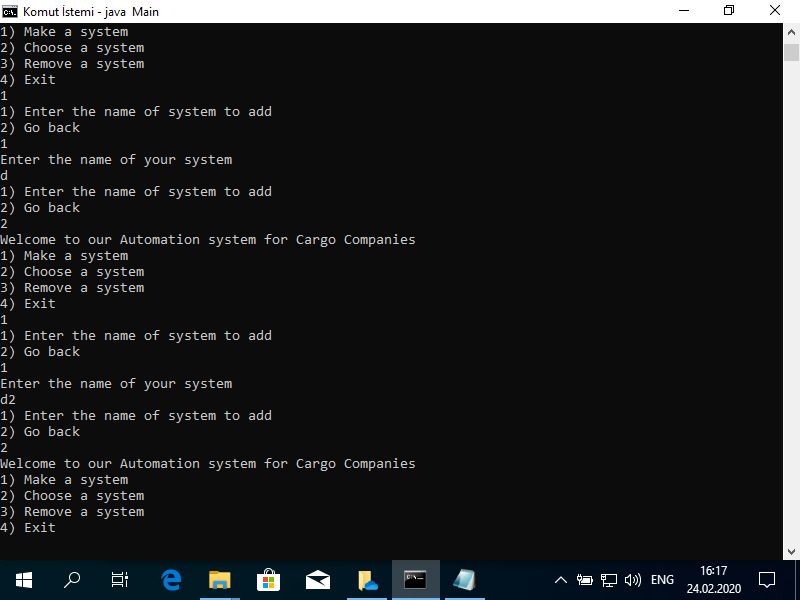 Komut İstemi - java Main
1) Make a system
2) Choose a system
3) Remove a system
4) Exit
1
1) Enter the name of system to add
2) Go back
1
Enter the name of your system
d
1) Enter the name of system to add
2) Go back
2
Welcome to our Automation system for Cargo Companies
1) Make a system
2) Choose a system
3) Remove a system
4) Exit
1
1) Enter the name of system to add
2) Go back
1
Enter the name of your system
d2
1) Enter the name of system to add
2) Go back
2
Welcome to our Automation system for Cargo Companies
1) Make a system
2) Choose a system
3) Remove a system
4) Exit
ENG
16:17
24.02.2020